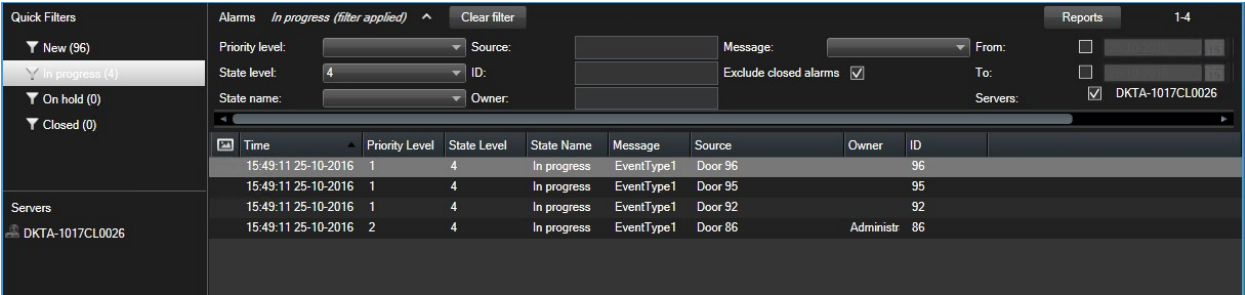 Quick Filters
New (96)
In progress (4)
On hold (0)
Closed (0)
Servers
DKTA-1017CL0026
Alarms In progress (filter applied) Clear filter Reports 1-4
Priority level: Source: Message: From:
State level: 4 ID: Exclude closed alarms To:
State name: Owner: Servers: DKTA-1017CL0026
Time Priority Level State Level State Name Message Source Owner ID
15:49:11 25-10-2016 1 4 In progress EventType1 Door 96 96
15:49:11 25-10-2016 1 4 In progress EventType1 Door 95 95
15:49:11 25-10-2016 1 4 In progress EventType1 Door 92 92
15:49:11 25-10-2016 2 4 In progress EventType1 Door 86 Administr 86